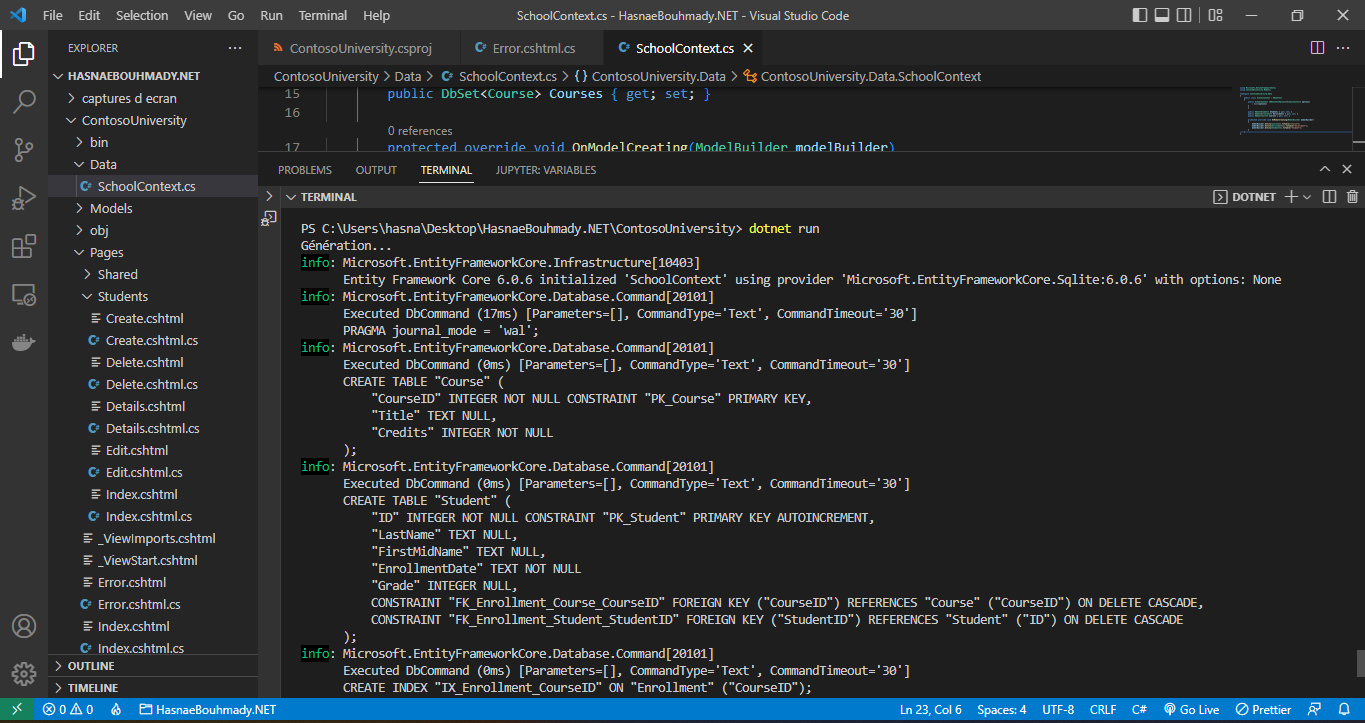 File Edit Selection View Go Run Terminal Help
SchoolContext.cs - HasnaeBouhmady.NET - Visual Studio Code
EXPLORER
HASNAEBOUHMADY.NET
captures d ecran
ContosoUniversity
bin
Data
SchoolContext.cs
Models
obj
Pages
Shared
Students
Create.cshtml
Create.cshtml.cs
Delete.cshtml
Delete.cshtml.cs
Details.cshtml
Details.cshtml.cs
Edit.cshtml
Edit.cshtml.cs
Index.cshtml
Index.cshtml.cs
_ViewImports.cshtml
_ViewStart.cshtml
Error.cshtml
Error.cshtml.cs
Index.cshtml
Index.cshtml.cs
OUTLINE
TIMELINE
ContosoUniversity.csproj Error.cshtml.cs SchoolContext.cs
ContosoUniversity > Data > SchoolContext.cs > {} ContosoUniversity.Data > ContosoUniversity.Data.SchoolContext
15 public DbSet<Course> Courses { get; set; }
16
0 references
17 protected override void OnModelCreating(ModelBuilder modelBuilder)
PROBLEMS OUTPUT TERMINAL JUPYTER: VARIABLES
TERMINAL
DOTNET
PS C:\Users\hasna\Desktop\HasnaeBouhmady.NET\ContosoUniversity> dotnet run
Génération...
info: Microsoft.EntityFrameworkCore.Infrastructure[10403]
Entity Framework Core 6.0.6 initialized 'SchoolContext' using provider 'Microsoft.EntityFrameworkCore.Sqlite:6.0.6' with options: None
info: Microsoft.EntityFrameworkCore.Database.Command[20101]
Executed DbCommand (17ms) [Parameters=[], CommandType='Text', CommandTimeout='30']
PRAGMA journal_mode = 'wal';
info: Microsoft.EntityFrameworkCore.Database.Command[20101]
Executed DbCommand (0ms) [Parameters=[], CommandType='Text', CommandTimeout='30']
CREATE TABLE "Course" (
"CourseID" INTEGER NOT NULL CONSTRAINT "PK_Course" PRIMARY KEY,
"Title" TEXT NULL,
"Credits" INTEGER NOT NULL
);
info: Microsoft.EntityFrameworkCore.Database.Command[20101]
Executed DbCommand (0ms) [Parameters=[], CommandType='Text', CommandTimeout='30']
CREATE TABLE "Student" (
"ID" INTEGER NOT NULL CONSTRAINT "PK_Student" PRIMARY KEY AUTOINCREMENT,
"LastName" TEXT NULL,
"FirstMidName" TEXT NULL,
"EnrollmentDate" TEXT NOT NULL
"Grade" INTEGER NULL,
CONSTRAINT "FK_Enrollment_Course_CourseID" FOREIGN KEY ("CourseID") REFERENCES "Course" ("CourseID") ON DELETE CASCADE,
CONSTRAINT "FK_Enrollment_Student_StudentID" FOREIGN KEY ("StudentID") REFERENCES "Student" ("ID") ON DELETE CASCADE
);
info: Microsoft.EntityFrameworkCore.Database.Command[20101]
Executed DbCommand (0ms) [Parameters=[], CommandType='Text', CommandTimeout='30']
CREATE INDEX "IX_Enrollment_CourseID" ON "Enrollment" ("CourseID");
0 0 HasnaeBouhmady.NET Ln 23, Col 6 Spaces: 4 UTF-8 CRLF C# Go Live Prettier